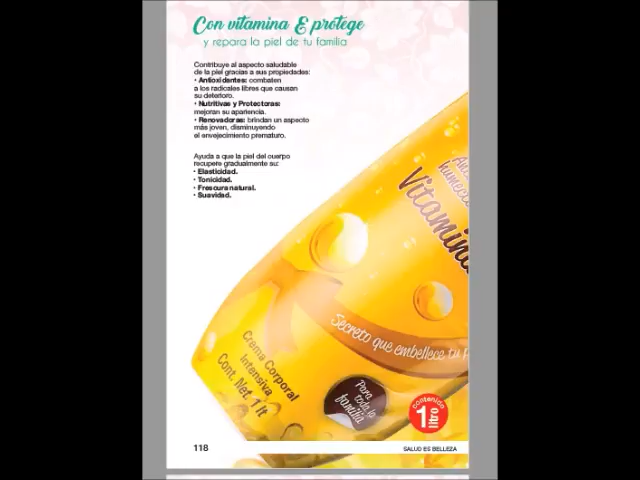 Con vitamina E protege
y repara la piel de tu familia
Contribuye al aspecto saludable
de la piel gracias a sus propiedades:
• Antioxidantes: combaten
a los radicales libres que causan
su deterioro.
• Nutritivas y Protectoras:
mejoran su apariencia.
• Renovadoras: brindan un aspecto
más joven, disminuyendo
el envejecimiento prematuro.
Ayuda a que la piel del cuerpo
recupere gradualmente su:
• Elasticidad.
• Tonicidad.
• Frescura natural.
• Suavidad.
Vitamina
Secreto que embellece tu
Crema Corporal
Intensiva
Cont. Net. 1 lt
Para
toda la
familia
contenido
1
litro
118
SALUD ES BELLEZA